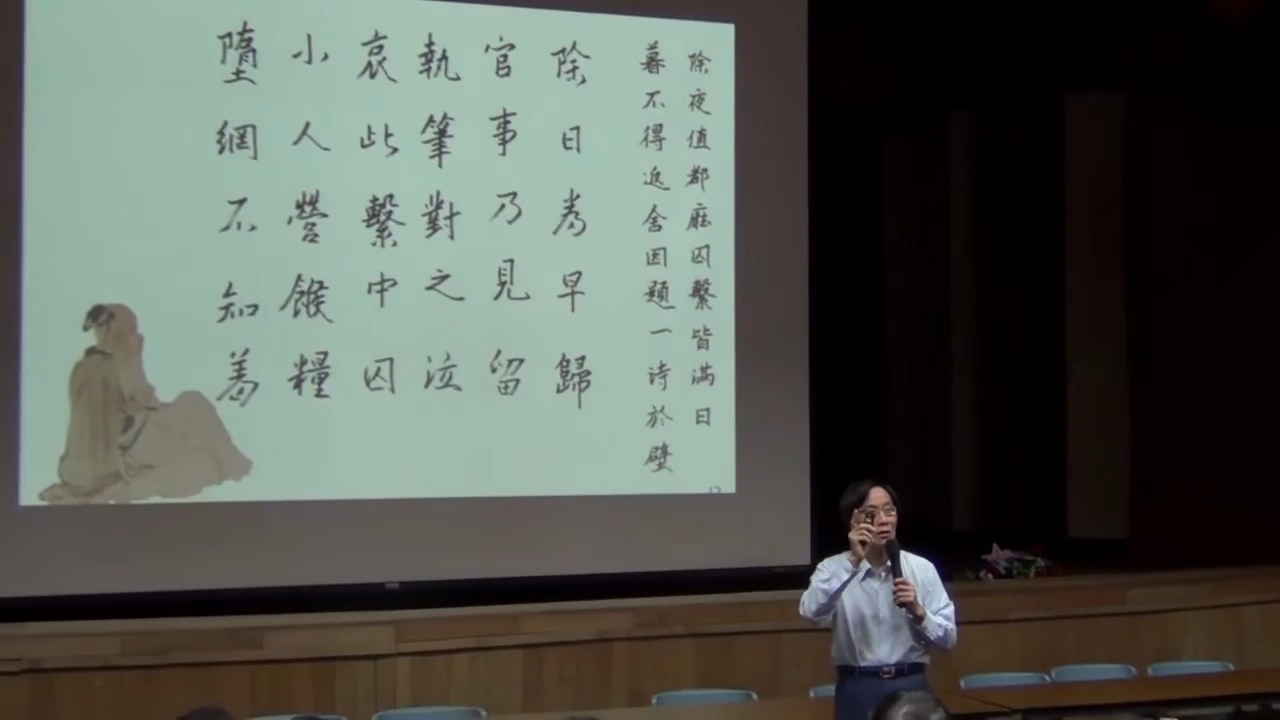 除夜值都廳囚繫皆滿日
暮不得返舍因題一詩於壁
除日當早歸
官事乃見留
執筆對之泣
哀此繫中囚
小人營餱糧
墮網不知羞